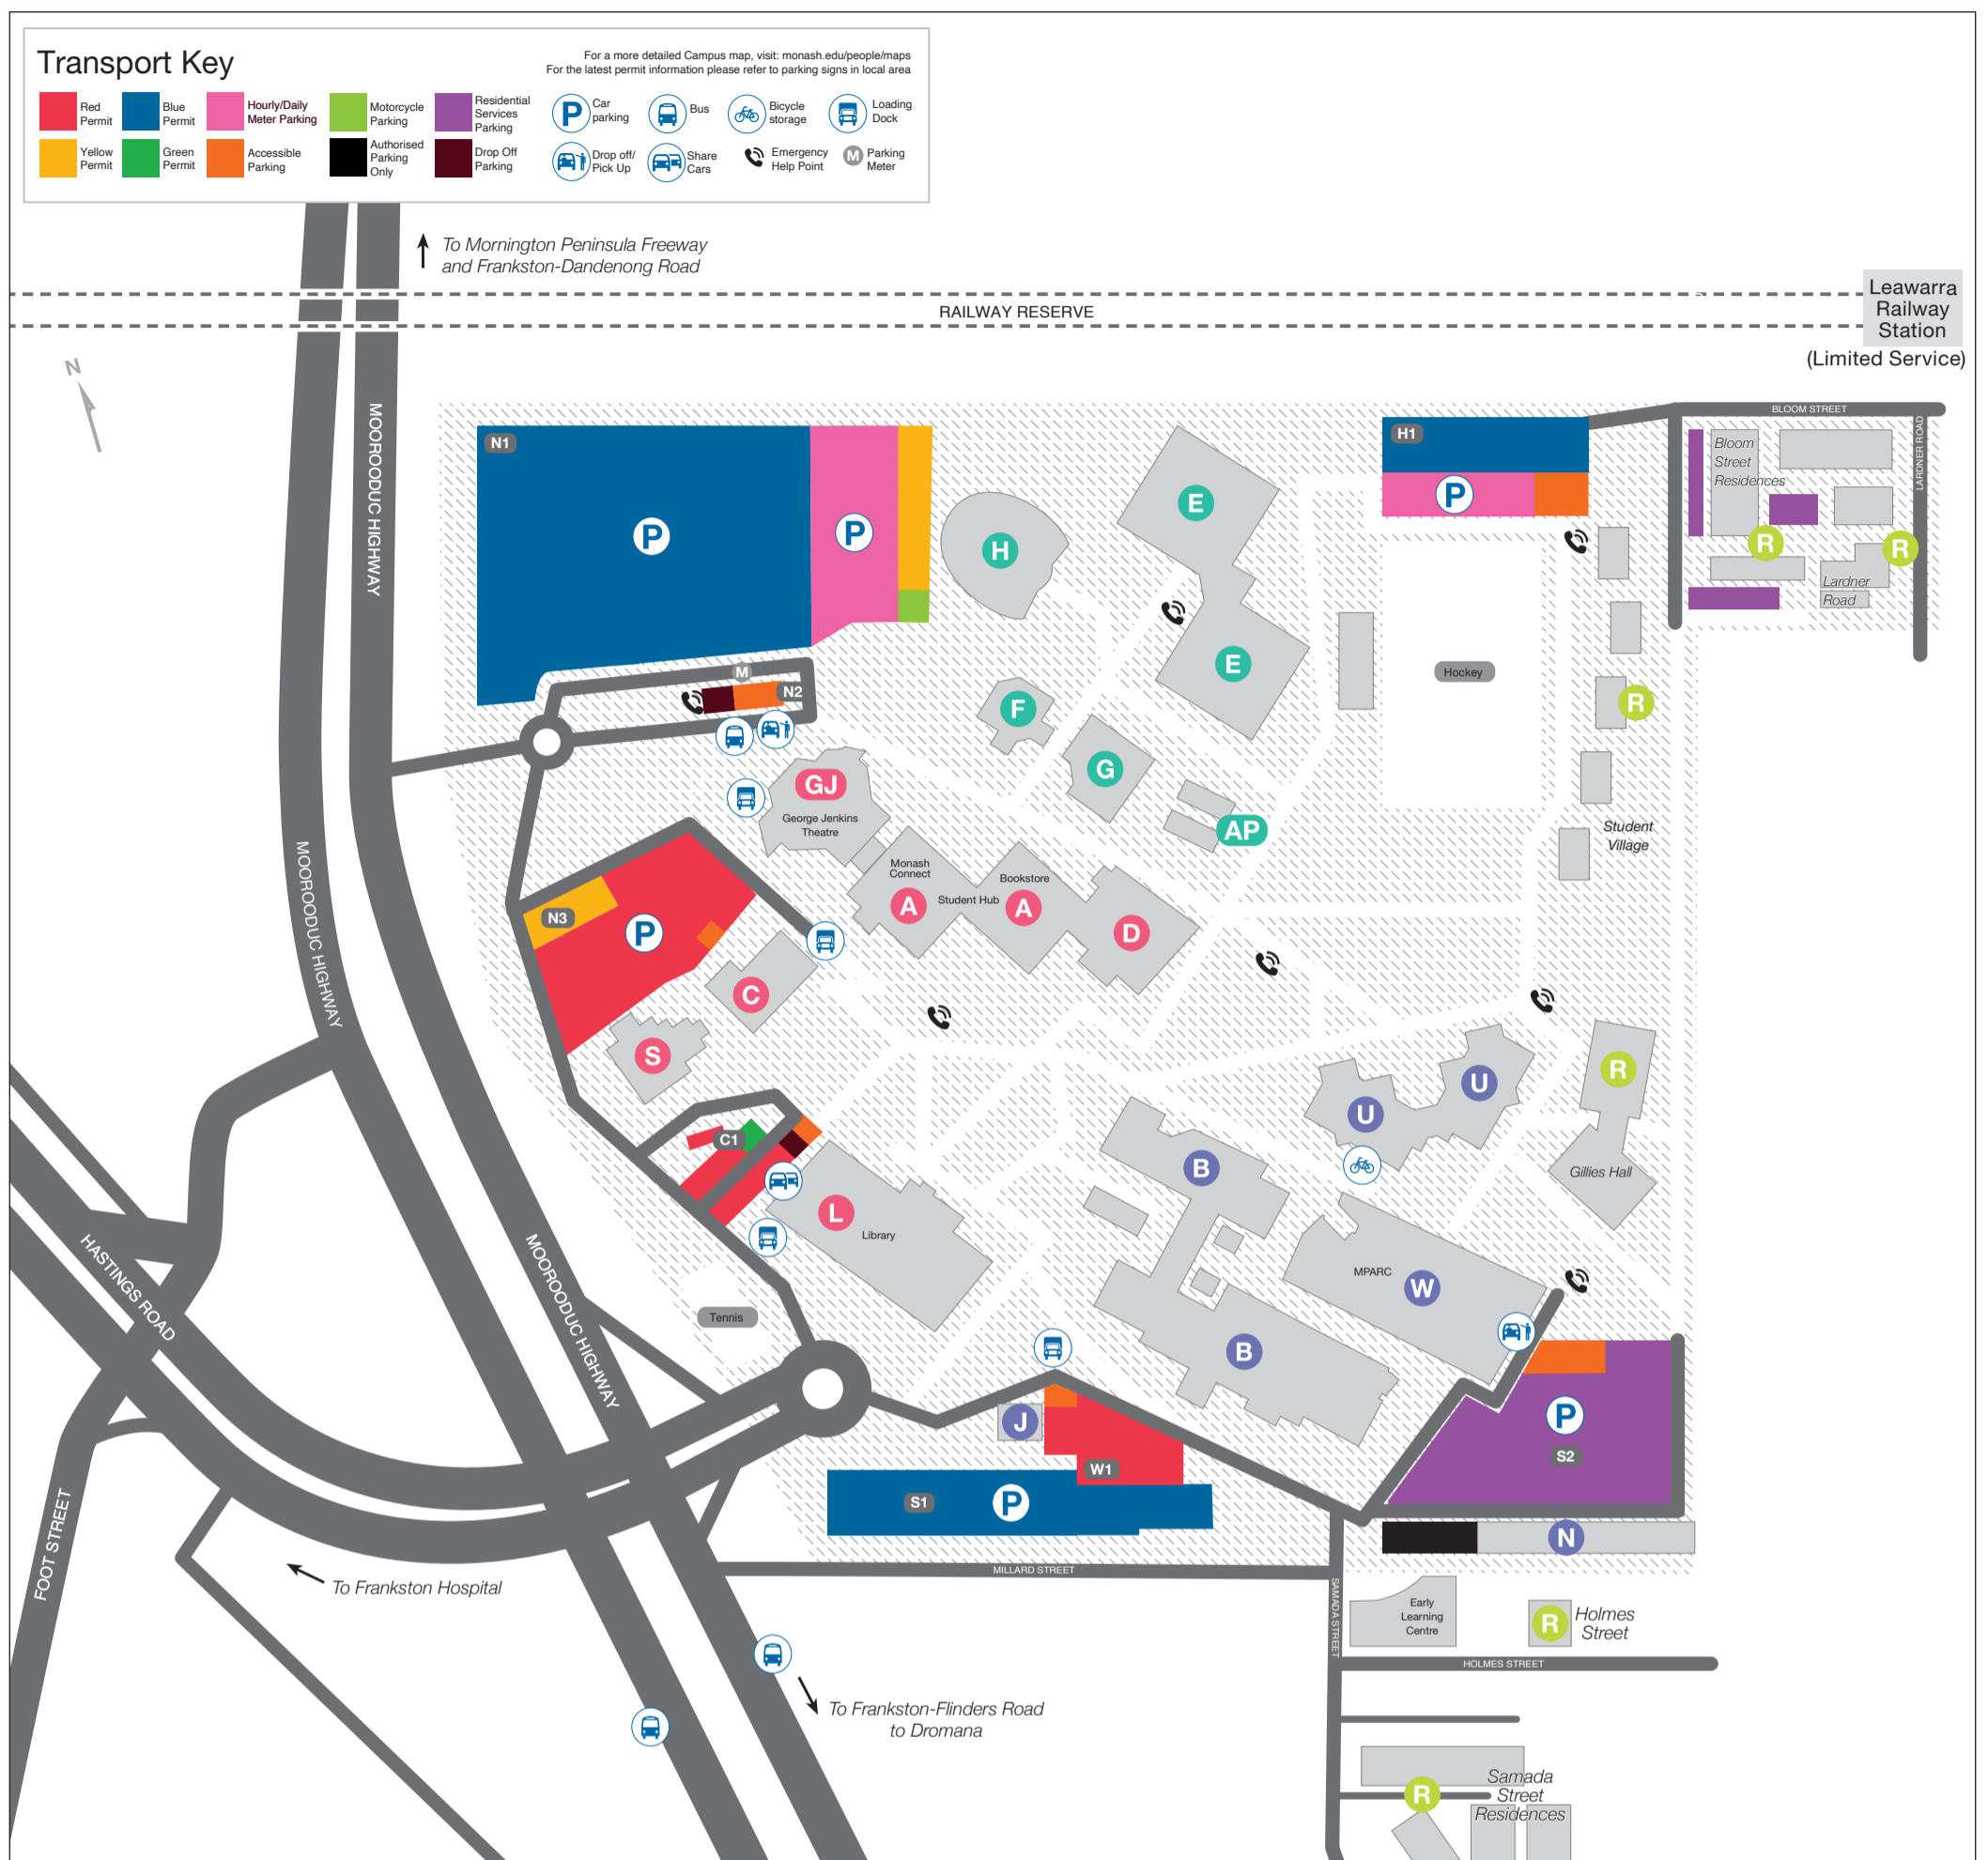 Transport Key
For a more detailed Campus map, visit: monash.edu/people/maps
For the latest permit information please refer to parking signs in local area
Red
Permit
Blue
Permit
Hourly/Daily
Meter Parking
Motorcycle
Parking
Residential
Services
Parking
P
Car
parking
Bus
Bicycle
storage
Loading
Dock
Yellow
Permit
Green
Permit
Accessible
Parking
Authorised
Parking
Only
Drop Off
Parking
Drop off/
Pick Up
Share
Cars
Emergency
Help Point
M
Parking
Meter
To Mornington Peninsula Freeway
and Frankston-Dandenong Road
RAILWAY RESERVE
Leawarra
Railway
Station
(Limited Service)
N
MOOROODUC HIGHWAY
BLOOM STREET
LARDNER ROAD
N1
P
P
H1
P
Bloom
Street
Residences
R
R
Lardner
Road
H
E
E
Hockey
M
N2
F
G
R
GJ
George Jenkins
Theatre
AP
Student
Village
MOOROODUC HIGHWAY
Monash
Connect
A
Student Hub
Bookstore
A
D
N3
P
C
S
U
U
R
Gillies Hall
C1
B
L
Library
MPARC
W
B
HASTINGS ROAD
MOOROODUC HIGHWAY
Tennis
J
W1
S1
P
P
S2
N
FOOT STREET
To Frankston Hospital
MILLARD STREET
SAMADA STREET
Early
Learning
Centre
R
Holmes
Street
HOLMES STREET
To Frankston-Flinders Road
to Dromana
R
Samada
Street
Residences